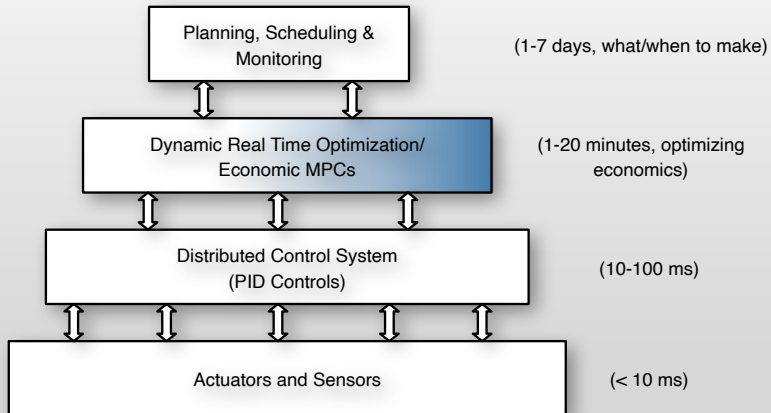 Planning, Scheduling &
Monitoring
(1-7 days, what/when to make)
Dynamic Real Time Optimization/
Economic MPCs
(1-20 minutes, optimizing
economics)
Distributed Control System
(PID Controls)
(10-100 ms)
Actuators and Sensors
(< 10 ms)